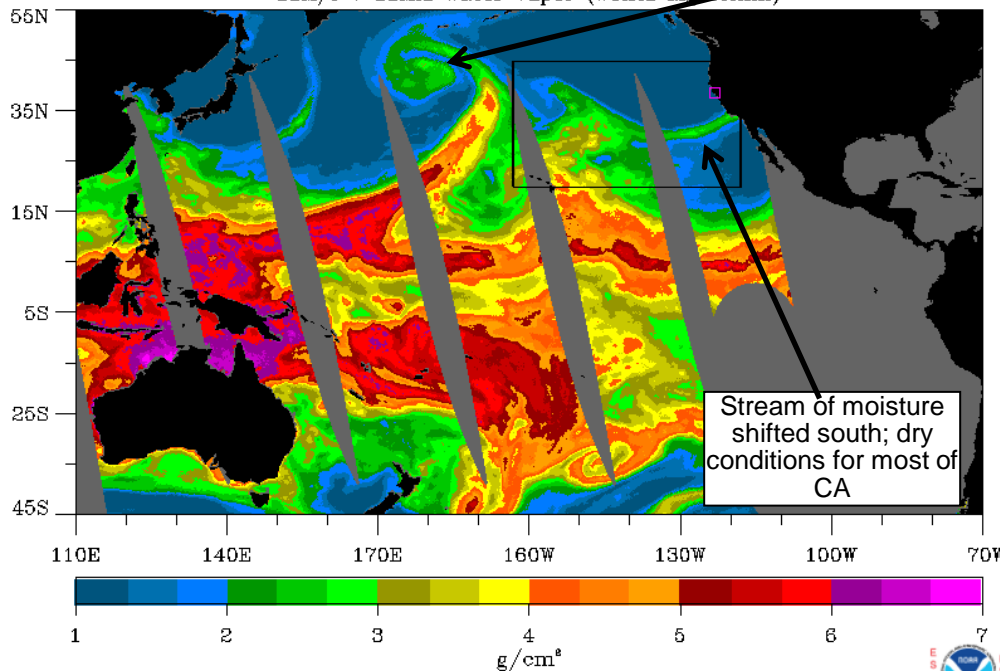 55N
35N
15N
5S
25S
45S
Stream of moisture
shifted south; dry
conditions for most of
CA
110E 140E 170E 160W 130W 100W 70W
1 2 3 4 5 6 7
g/cm²
NOAA
E
S